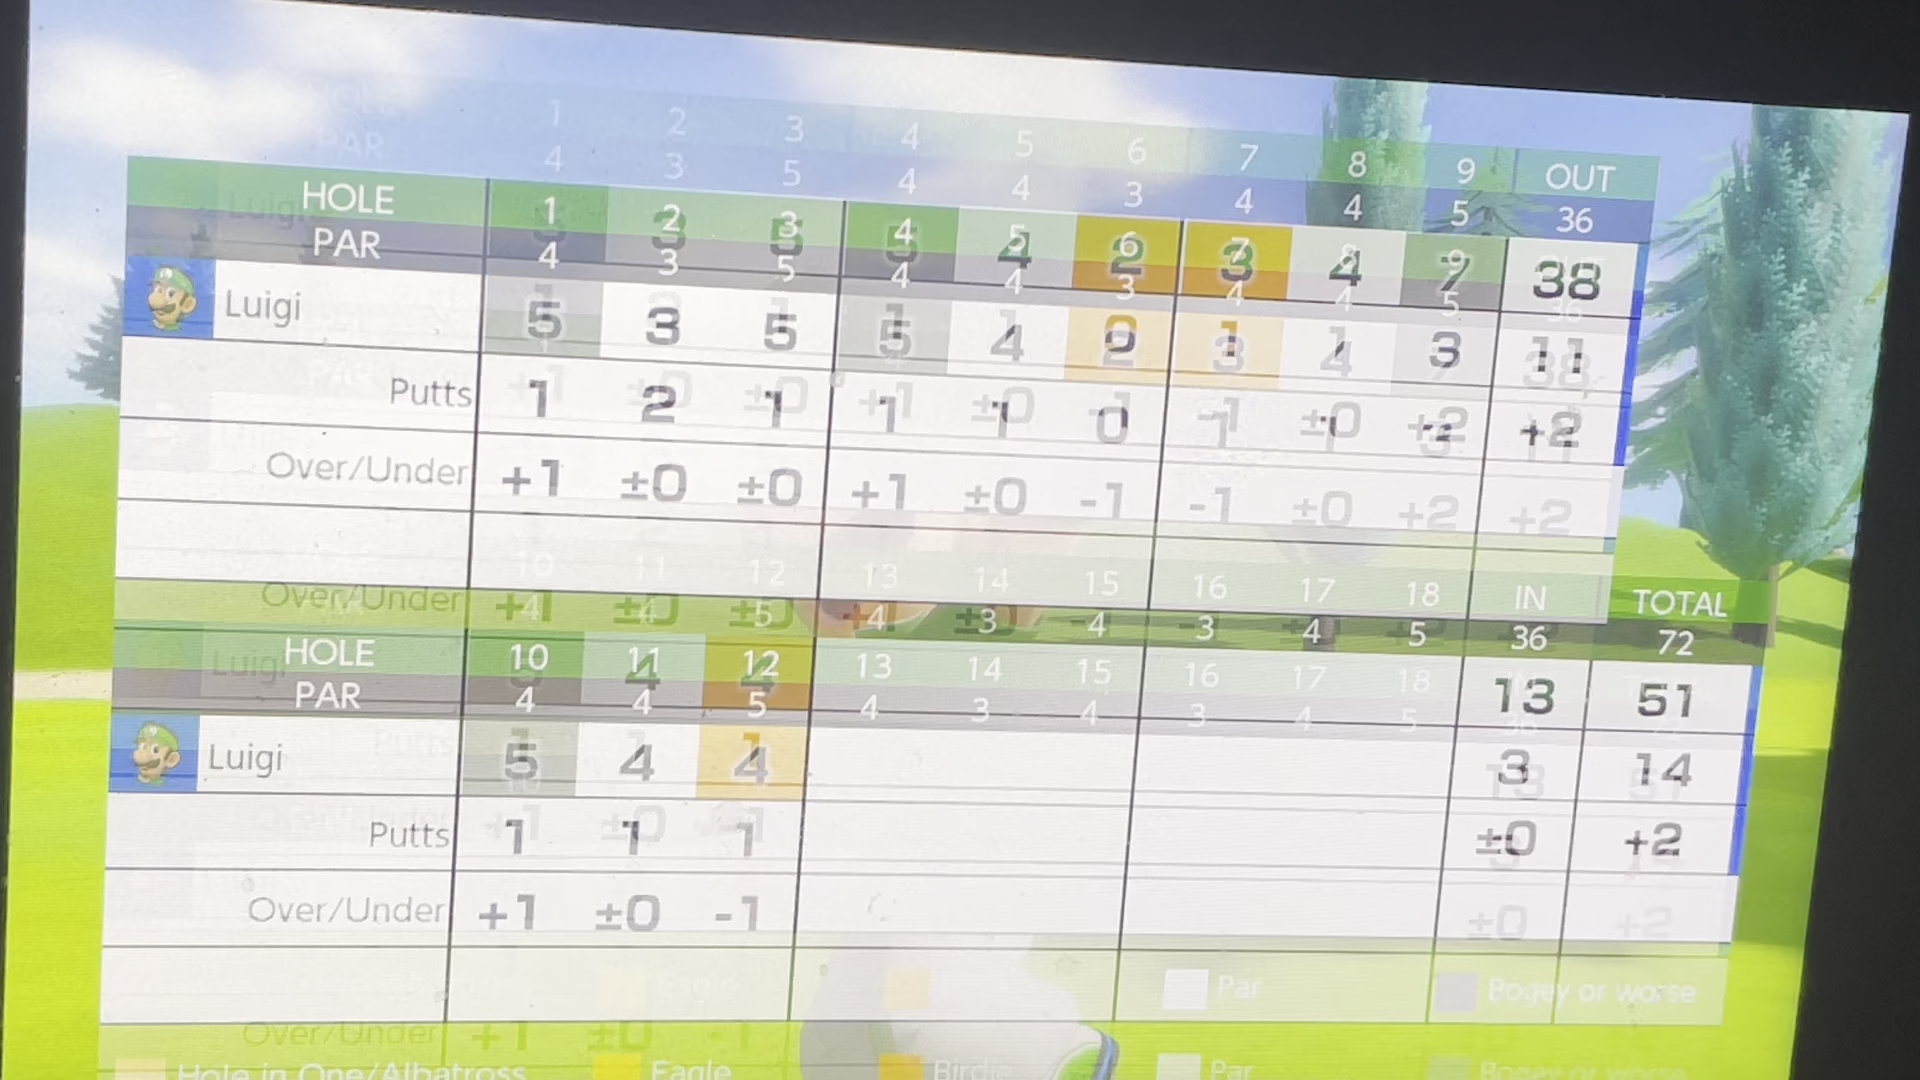 HOLE 1 2 3 4 5 6 7 8 9 OUT
PAR 4 3 5 4 4 3 4 4 5 36
Luigi 5 3 5 5 4 2 3 4 7 38
Putts 1 2 1 1 1 0 1 1 3 11
Over/Under +1 ±0 ±0 +1 ±0 -1 -1 ±0 +2 +2
HOLE 10 11 12 13 14 15 16 17 18 IN TOTAL
PAR 4 4 5 4 3 4 3 4 5 36 72
Luigi 5 4 4 13 51
Putts 1 1 1 3 14
Over/Under +1 ±0 -1 ±0 +2
Hole in One/Albatross Eagle Birdie Par Bogey or worse